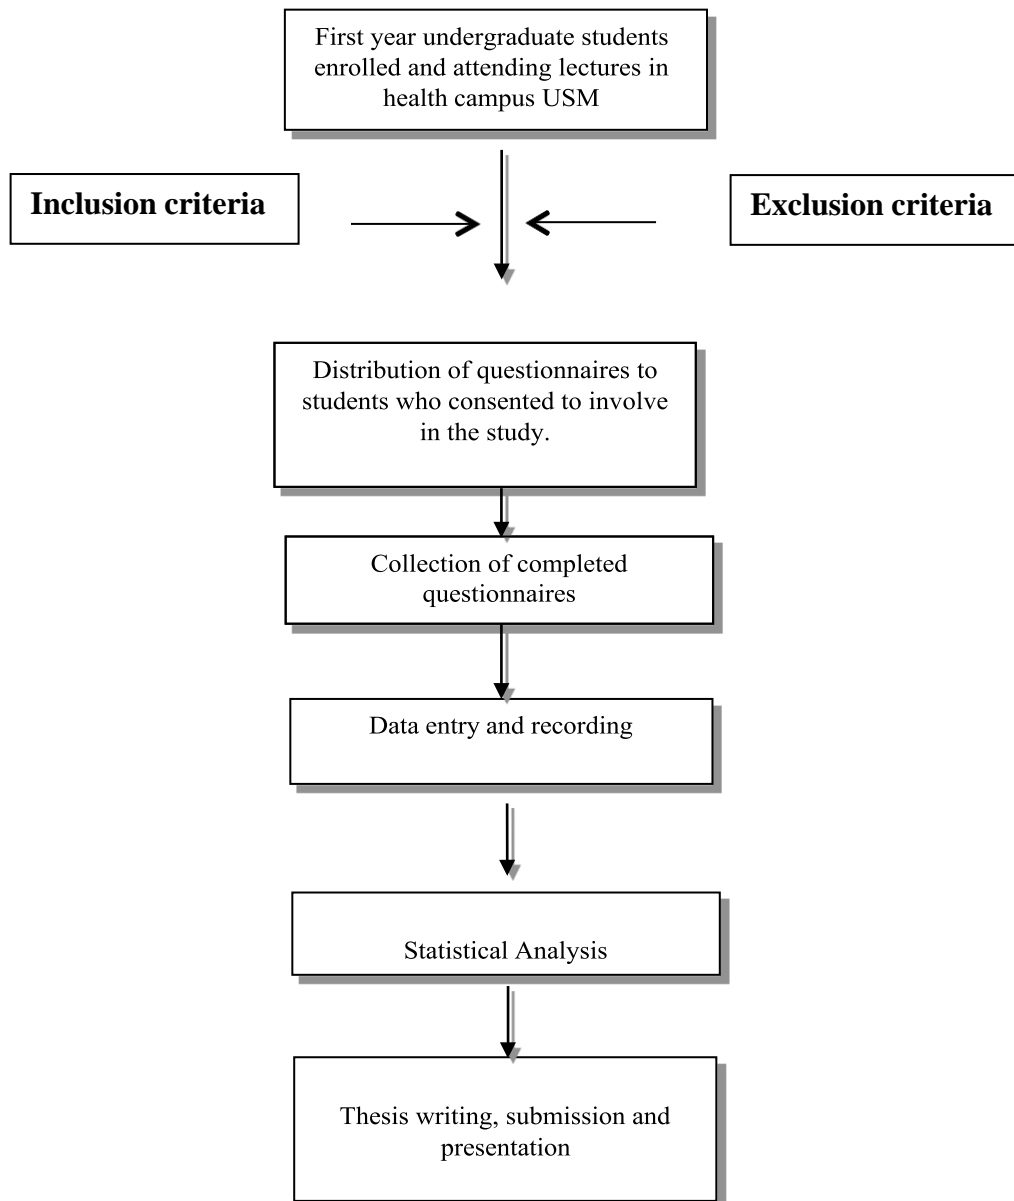 First year undergraduate students
enrolled and attending lectures in
health campus USM
Inclusion criteria
Exclusion criteria
Distribution of questionnaires to
students who consented to involve
in the study.
Collection of completed
questionnaires
Data entry and recording
Statistical Analysis
Thesis writing, submission and
presentation